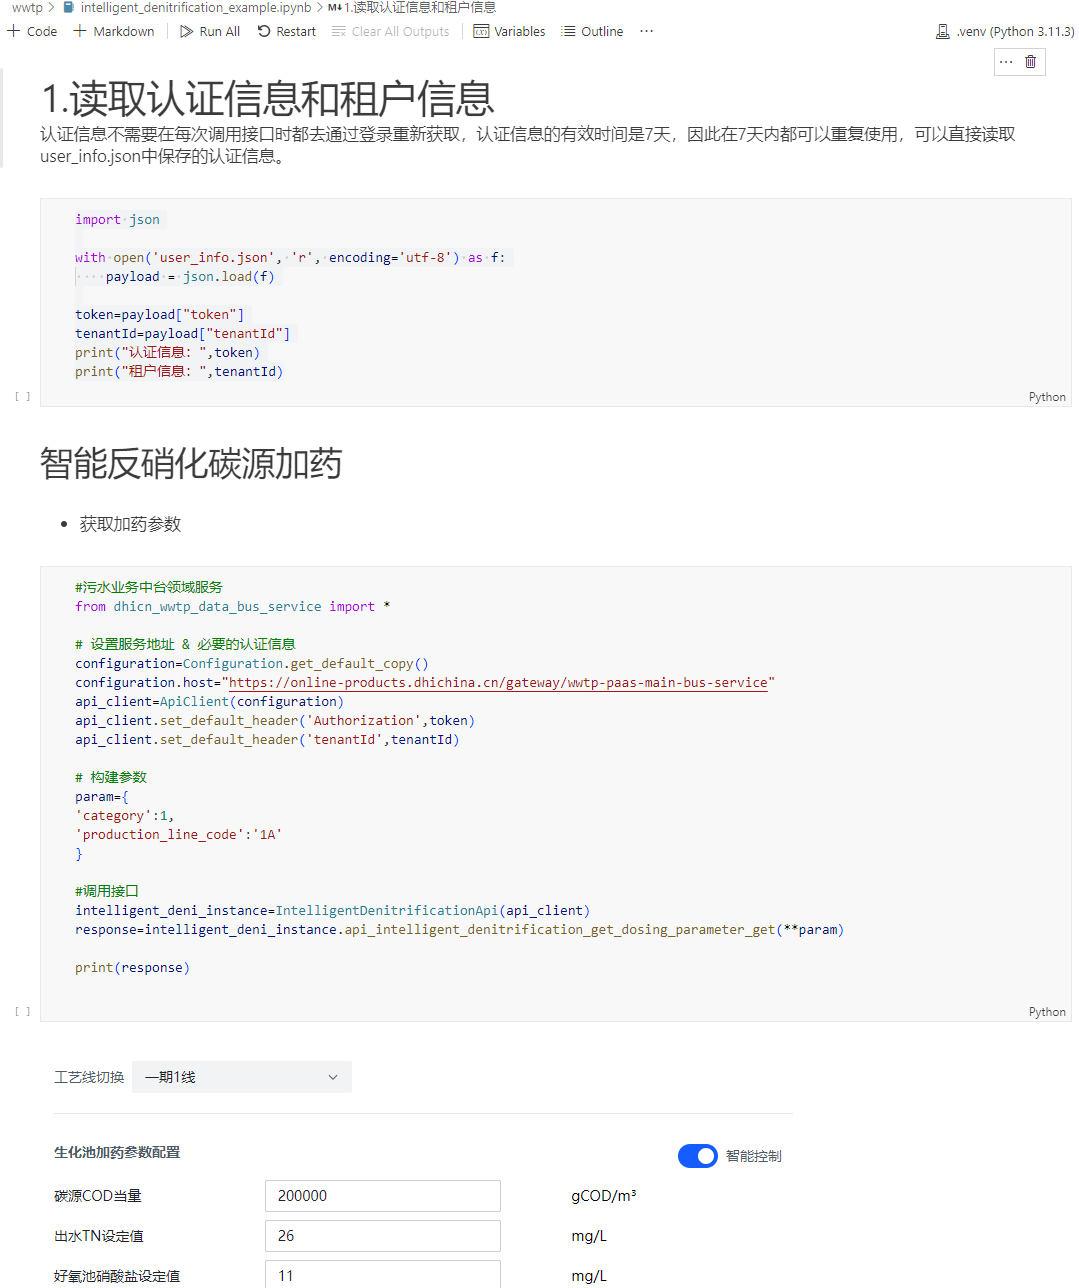 wwtp > intelligent_denitrification_example.ipynb > M↓1.读取认证信息和租户信息
+ Code + Markdown Run All Restart Clear All Outputs Variables Outline ... .venv (Python 3.11.3)
...
1.读取认证信息和租户信息
认证信息不需要在每次调用接口时都去通过登录重新获取，认证信息的有效时间是7天，因此在7天内都可以重复使用，可以直接读取
user_info.json中保存的认证信息。
import json
with open('user_info.json', 'r', encoding='utf-8') as f:
    payload = json.load(f)
token=payload["token"]
tenantId=payload["tenantId"]
print("认证信息：",token)
print("租户信息：",tenantId)
[ ] Python
智能反硝化碳源加药
• 获取加药参数
#污水业务中台领域服务
from dhicn_wwtp_data_bus_service import *
# 设置服务地址 & 必要的认证信息
configuration=Configuration.get_default_copy()
configuration.host="https://online-products.dhichina.cn/gateway/wwtp-paas-main-bus-service"
api_client=ApiClient(configuration)
api_client.set_default_header('Authorization',token)
api_client.set_default_header('tenantId',tenantId)
# 构建参数
param={
'category':1,
'production_line_code':'1A'
}
#调用接口
intelligent_deni_instance=IntelligentDenitrificationApi(api_client)
response=intelligent_deni_instance.api_intelligent_denitrification_get_dosing_parameter_get(**param)
print(response)
[ ] Python
工艺线切换 一期1线
生化池加药参数配置 智能控制
碳源COD当量 200000 gCOD/m³
出水TN设定值 26 mg/L
好氧池硝酸盐设定值 11 mg/L